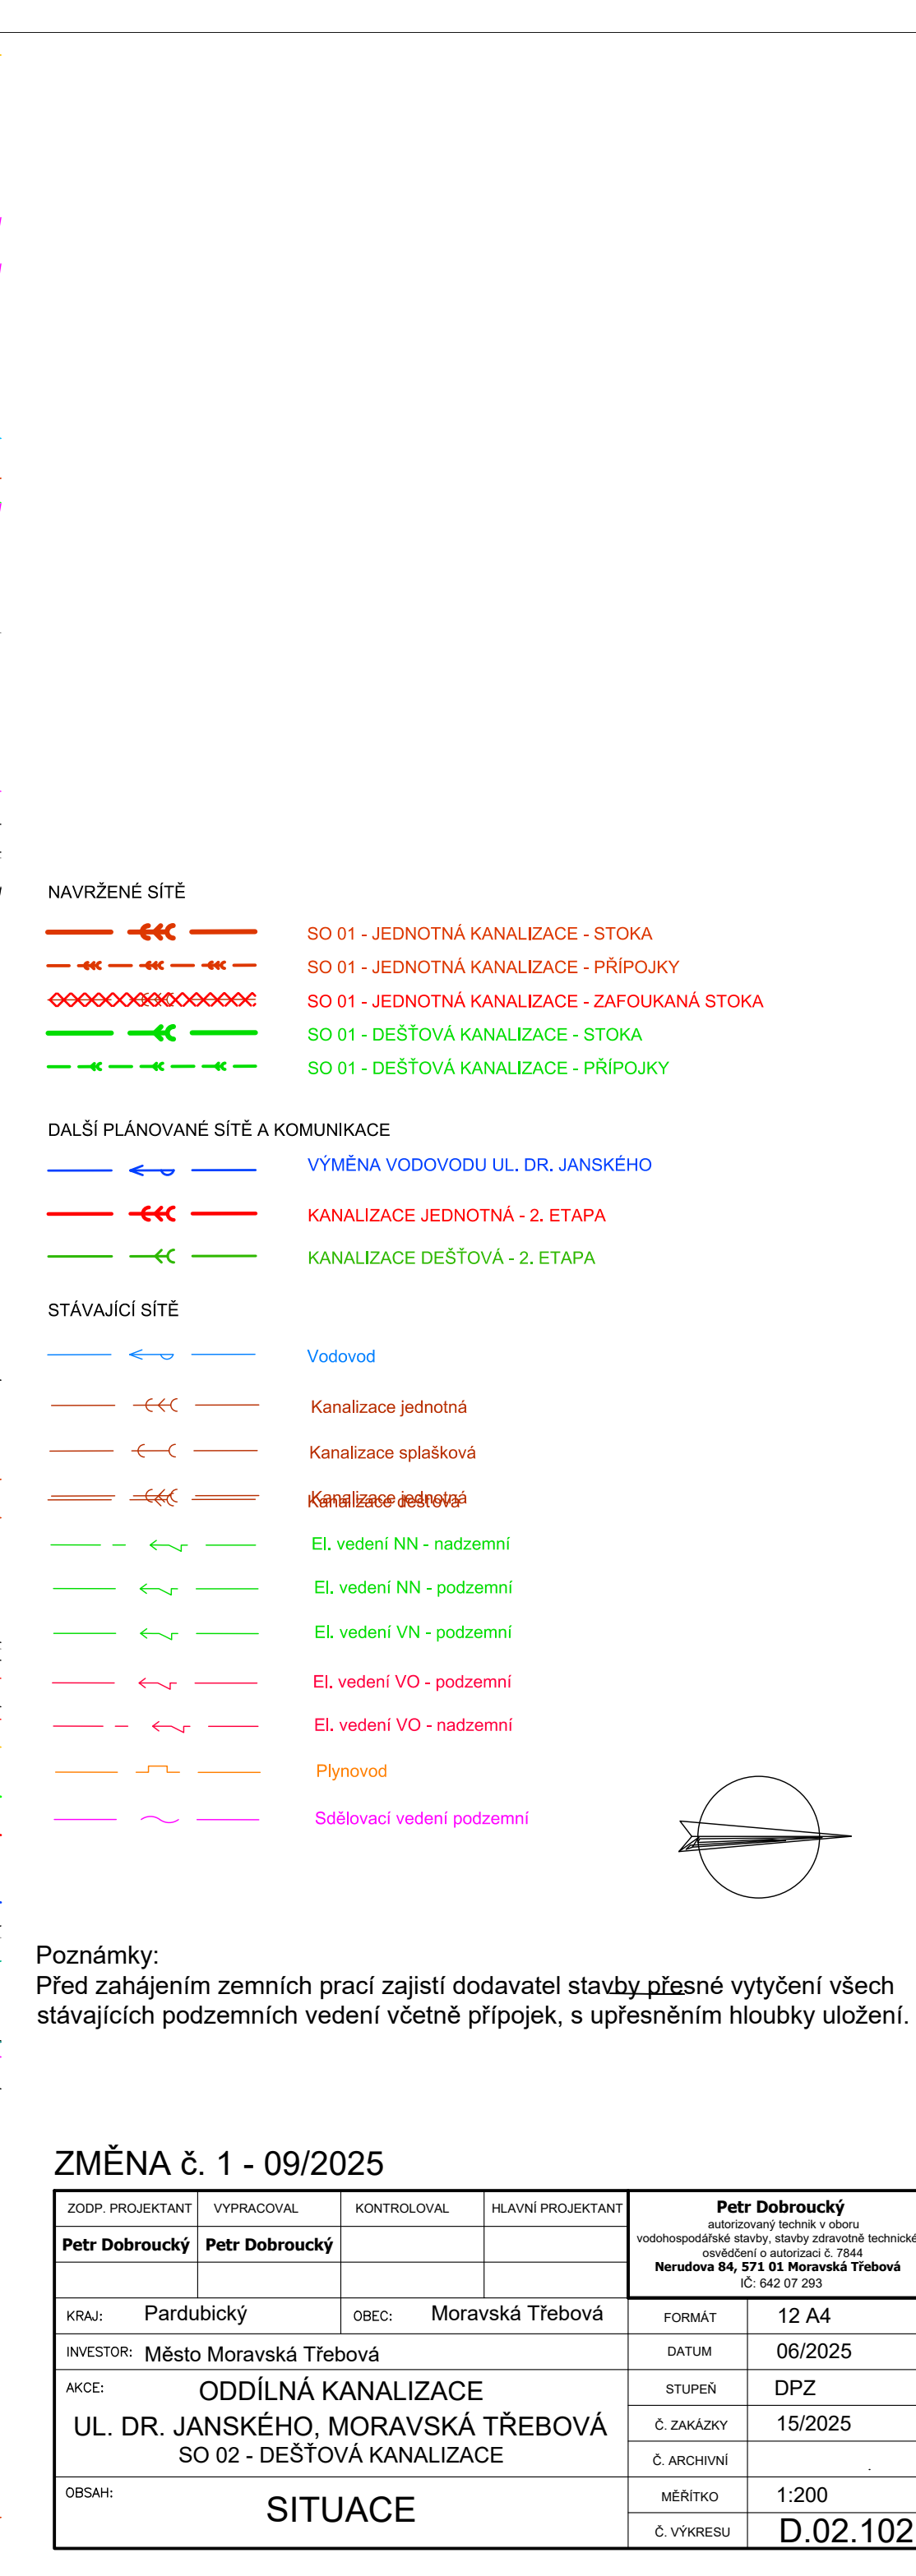 NAVRŽENÉ SÍTĚ
SO 01 - JEDNOTNÁ KANALIZACE - STOKA
SO 01 - JEDNOTNÁ KANALIZACE - PŘÍPOJKY
SO 01 - JEDNOTNÁ KANALIZACE - ZAFOUKANÁ STOKA
SO 01 - DEŠŤOVÁ KANALIZACE - STOKA
SO 01 - DEŠŤOVÁ KANALIZACE - PŘÍPOJKY
DALŠÍ PLÁNOVANÉ SÍTĚ A KOMUNIKACE
VÝMĚNA VODOVODU UL. DR. JANSKÉHO
KANALIZACE JEDNOTNÁ - 2. ETAPA
KANALIZACE DEŠŤOVÁ - 2. ETAPA
STÁVAJÍCÍ SÍTĚ
Vodovod
Kanalizace jednotná
Kanalizace splašková
Kanalizace jednotná
Kanalizace dešťová
El. vedení NN - nadzemní
El. vedení NN - podzemní
El. vedení VN - podzemní
El. vedení VO - podzemní
El. vedení VO - nadzemní
Plynovod
Sdělovací vedení podzemní
Poznámky:
Před zahájením zemních prací zajistí dodavatel stavby přesné vytyčení všech
stávajících podzemních vedení včetně přípojek, s upřesněním hloubky uložení.
ZMĚNA č. 1 - 09/2025
ZODP. PROJEKTANT VYPRACOVAL KONTROLOVAL HLAVNÍ PROJEKTANT
Petr Dobroucký Petr Dobroucký
Petr Dobroucký
autorizovaný technik v oboru
vodohospodářské stavby, stavby zdravotně technické
osvědčení o autorizaci č. 7844
Nerudova 84, 571 01 Moravská Třebová
IČ: 642 07 293
KRAJ: Pardubický OBEC: Moravská Třebová
INVESTOR: Město Moravská Třebová
AKCE: ODDÍLNÁ KANALIZACE
UL. DR. JANSKÉHO, MORAVSKÁ TŘEBOVÁ
SO 02 - DEŠŤOVÁ KANALIZACE
OBSAH: SITUACE
FORMÁT 12 A4
DATUM 06/2025
STUPEŇ DPZ
Č. ZAKÁZKY 15/2025
Č. ARCHIVNÍ .
MĚŘÍTKO 1:200
Č. VÝKRESU D.02.102